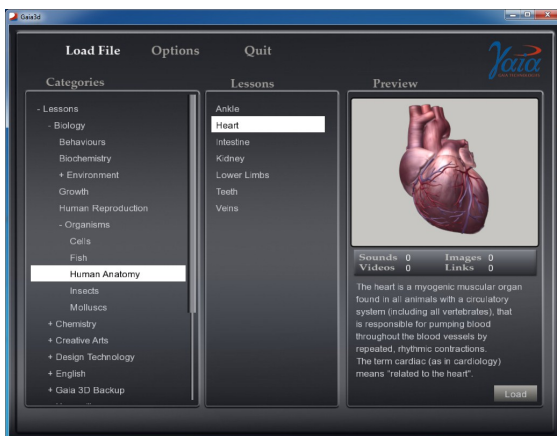 Gaia3d
Load File Options Quit
gaia
Categories
- Lessons
- Biology
Behaviours
Biochemistry
+ Environment
Growth
Human Reproduction
- Organisms
Cells
Fish
Human Anatomy
Insects
Molluscs
+ Chemistry
+ Creative Arts
+ Design Technology
+ English
+ Gaia 3D Backup
Lessons
Ankle
Heart
Intestine
Kidney
Lower Limbs
Teeth
Veins
Preview
Sounds 0 Images 0
Videos 0 Links 0
The heart is a myogenic muscular organ
found in all animals with a circulatory
system (including all vertebrates), that
is responsible for pumping blood
throughout the blood vessels by
repeated, rhythmic contractions.
The term cardiac (as in cardiology)
means "related to the heart".
Load